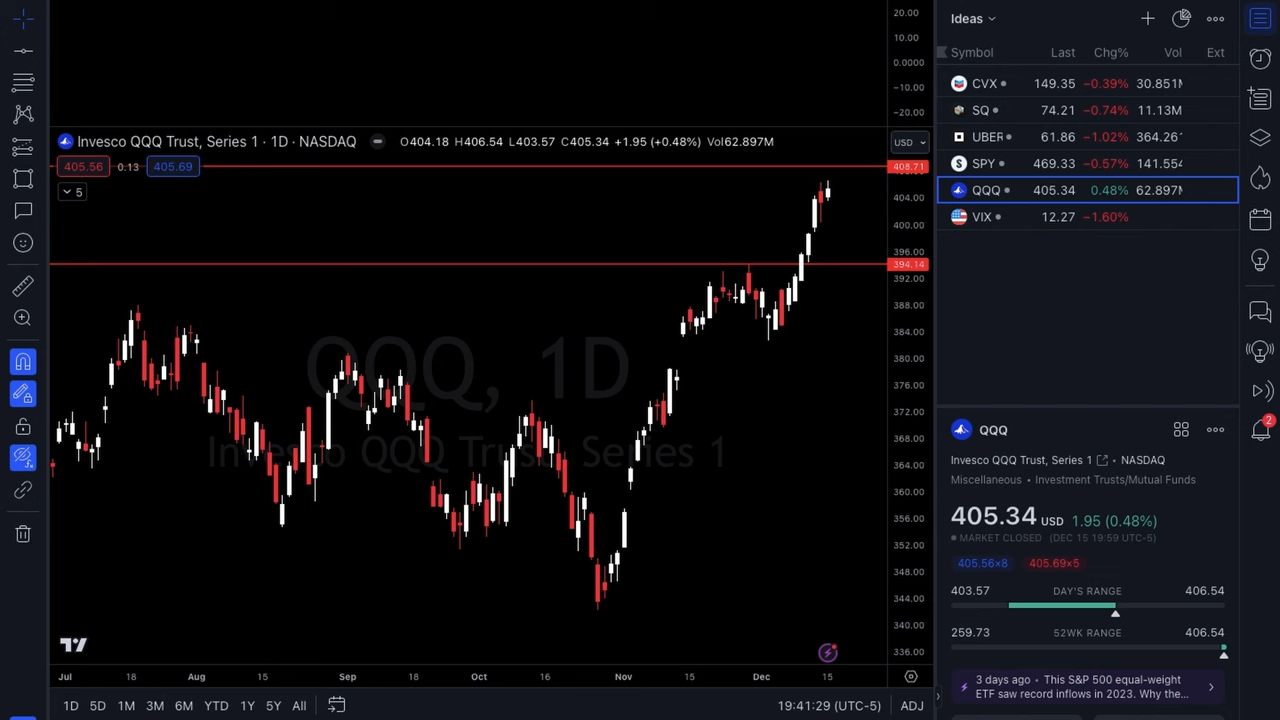 20.00
10.00
0.0000
−10.00
−20.00
Invesco QQQ Trust, Series 1 · 1D · NASDAQ
O404.18 H406.54 L403.57 C405.34 +1.95 (+0.48%) Vol62.897M
USD
405.56 0.13 405.69
408.71
5
404.00
400.00
396.00
394.14
392.00
388.00
384.00
380.00
376.00
372.00
368.00
364.00
360.00
356.00
352.00
348.00
344.00
340.00
336.00
QQQ, 1D
Invesco QQQ Trust, Series 1
Jul 18 Aug 15 Sep 18 Oct 16 Nov 15 Dec 15
1D 5D 1M 3M 6M YTD 1Y 5Y All
19:41:29 (UTC-5) ADJ
Ideas
Symbol Last Chg% Vol Ext
CVX 149.35 −0.39% 30.851M
SQ 74.21 −0.74% 11.13M
UBER 61.86 −1.02% 364.26
SPY 469.33 −0.57% 141.554
QQQ 405.34 0.48% 62.897M
VIX 12.27 −1.60%
QQQ
Invesco QQQ Trust, Series 1 • NASDAQ
Miscellaneous • Investment Trusts/Mutual Funds
405.34 USD 1.95 (0.48%)
MARKET CLOSED (DEC 15 19:59 UTC-5)
405.56×8 405.69×5
403.57 DAY'S RANGE 406.54
259.73 52WK RANGE 406.54
3 days ago • This S&P 500 equal-weight
ETF saw record inflows in 2023. Why the...
2